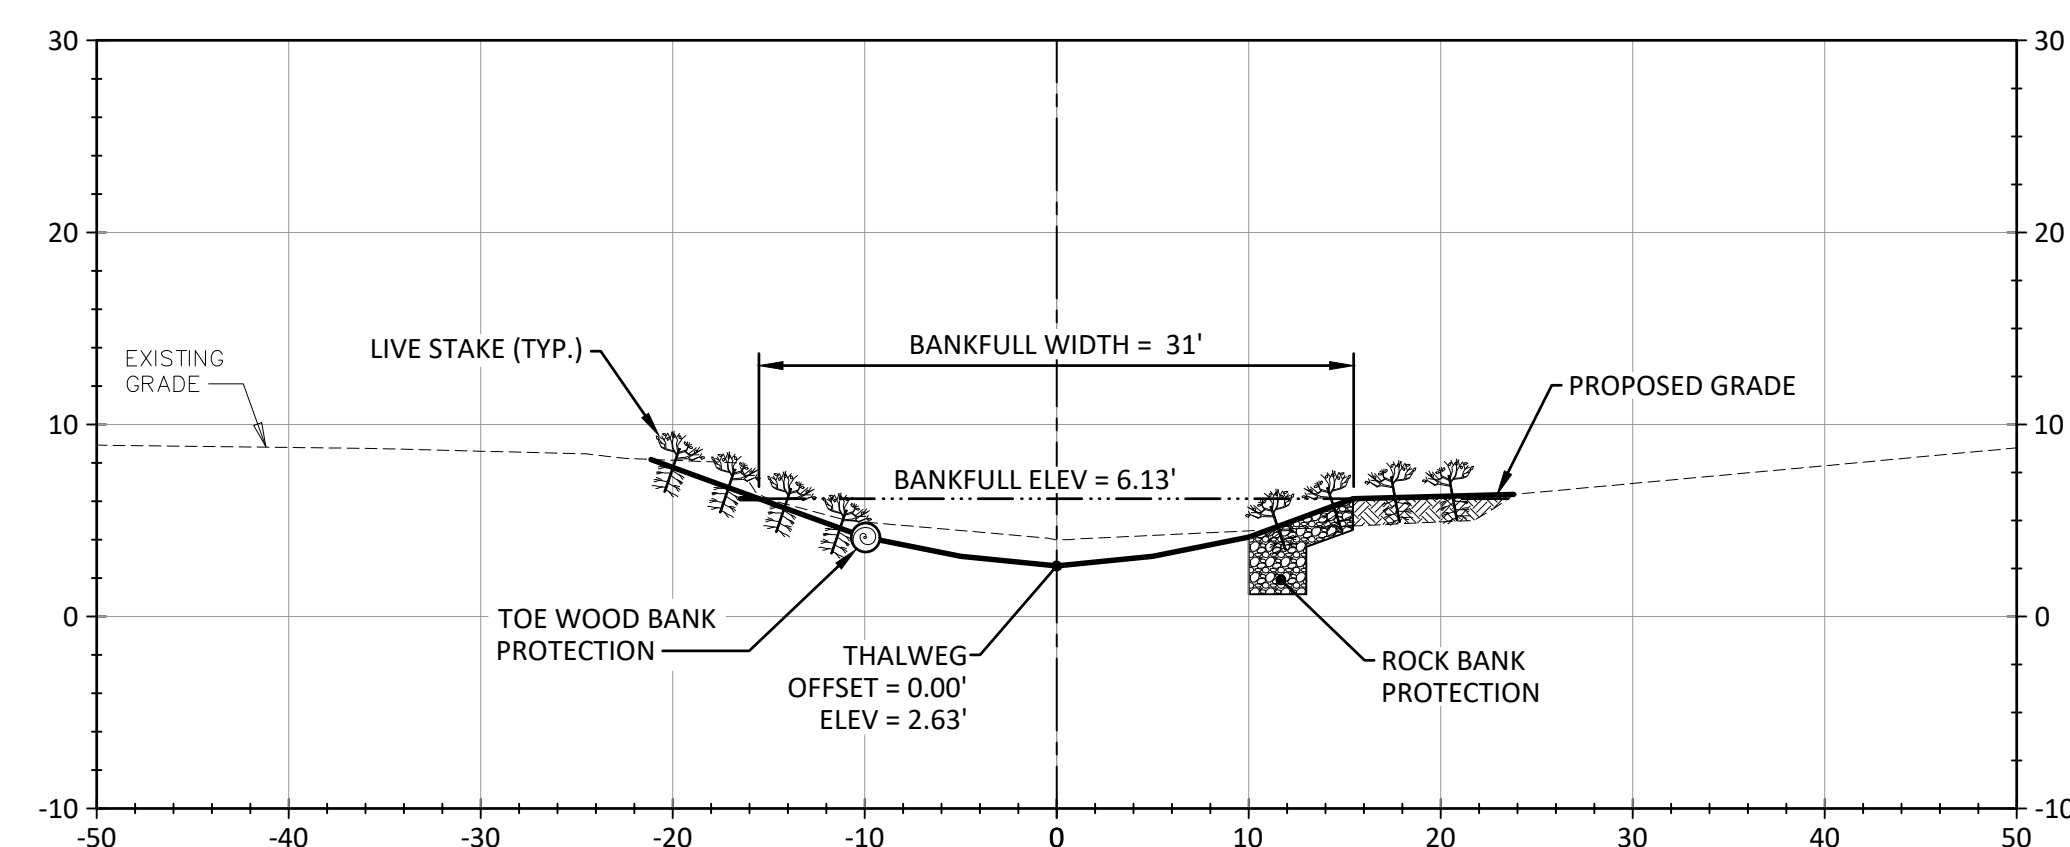 30
30
20
20
BANKFULL WIDTH = 31'
LIVE STAKE (TYP.)
EXISTING
GRADE
PROPOSED GRADE
10
10
BANKFULL ELEV = 6.13'
0
0
TOE WOOD BANK
PROTECTION
THALWEG
OFFSET = 0.00'
ELEV = 2.63'
ROCK BANK
PROTECTION
-10
-10
-50 -40 -30 -20 -10 0 10 20 30 40 50